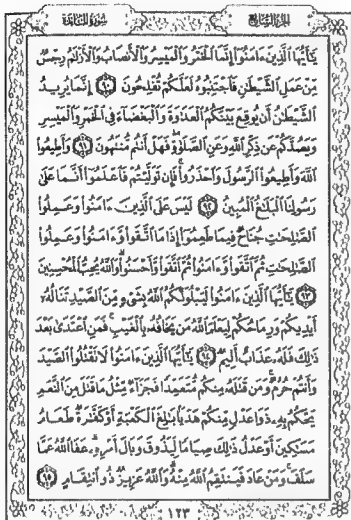 الجزء السابع
سورة المائدة
يَٰٓأَيُّهَا ٱلَّذِينَ ءَامَنُوٓا۟ إِنَّمَا ٱلْخَمْرُ وَٱلْمَيْسِرُ وَٱلْأَنصَابُ وَٱلْأَزْلَٰمُ رِجْسٌ
مِّنْ عَمَلِ ٱلشَّيْطَٰنِ فَٱجْتَنِبُوهُ لَعَلَّكُمْ تُفْلِحُونَ ٩٠ إِنَّمَا يُرِيدُ
ٱلشَّيْطَٰنُ أَن يُوقِعَ بَيْنَكُمُ ٱلْعَدَٰوَةَ وَٱلْبَغْضَآءَ فِى ٱلْخَمْرِ وَٱلْمَيْسِرِ
وَيَصُدَّكُمْ عَن ذِكْرِ ٱللَّهِ وَعَنِ ٱلصَّلَوٰةِ ۖ فَهَلْ أَنتُم مُّنتَهُونَ ٩١ وَأَطِيعُوا۟
ٱللَّهَ وَأَطِيعُوا۟ ٱلرَّسُولَ وَٱحْذَرُوا۟ ۚ فَإِن تَوَلَّيْتُمْ فَٱعْلَمُوٓا۟ أَنَّمَا عَلَىٰ
رَسُولِنَا ٱلْبَلَٰغُ ٱلْمُبِينُ ٩٢ لَيْسَ عَلَى ٱلَّذِينَ ءَامَنُوا۟ وَعَمِلُوا۟
ٱلصَّٰلِحَٰتِ جُنَاحٌ فِيمَا طَعِمُوٓا۟ إِذَا مَا ٱتَّقَوا۟ وَّءَامَنُوا۟ وَعَمِلُوا۟
ٱلصَّٰلِحَٰتِ ثُمَّ ٱتَّقَوا۟ وَّءَامَنُوا۟ ثُمَّ ٱتَّقَوا۟ وَّأَحْسَنُوا۟ ۗ وَٱللَّهُ يُحِبُّ ٱلْمُحْسِنِينَ
٩٣ يَٰٓأَيُّهَا ٱلَّذِينَ ءَامَنُوا۟ لَيَبْلُوَنَّكُمُ ٱللَّهُ بِشَىْءٍ مِّنَ ٱلصَّيْدِ تَنَالُهُۥٓ
أَيْدِيكُمْ وَرِمَاحُكُمْ لِيَعْلَمَ ٱللَّهُ مَن يَخَافُهُۥ بِٱلْغَيْبِ ۚ فَمَنِ ٱعْتَدَىٰ بَعْدَ
ذَٰلِكَ فَلَهُۥ عَذَابٌ أَلِيمٌ ٩٤ يَٰٓأَيُّهَا ٱلَّذِينَ ءَامَنُوا۟ لَا تَقْتُلُوا۟ ٱلصَّيْدَ
وَأَنتُمْ حُرُمٌ ۚ وَمَن قَتَلَهُۥ مِنكُم مُّتَعَمِّدًا فَجَزَآءٌ مِّثْلُ مَا قَتَلَ مِنَ ٱلنَّعَمِ
يَحْكُمُ بِهِۦ ذَوَا عَدْلٍ مِّنكُمْ هَدْيًۢا بَٰلِغَ ٱلْكَعْبَةِ أَوْ كَفَّٰرَةٌ طَعَامُ
مَسَٰكِينَ أَوْ عَدْلُ ذَٰلِكَ صِيَامًا لِّيَذُوقَ وَبَالَ أَمْرِهِۦ ۗ عَفَا ٱللَّهُ عَمَّا
سَلَفَ ۚ وَمَنْ عَادَ فَيَنتَقِمُ ٱللَّهُ مِنْهُ ۗ وَٱللَّهُ عَزِيزٌ ذُو ٱنتِقَامٍ ٩٥
١٢٣